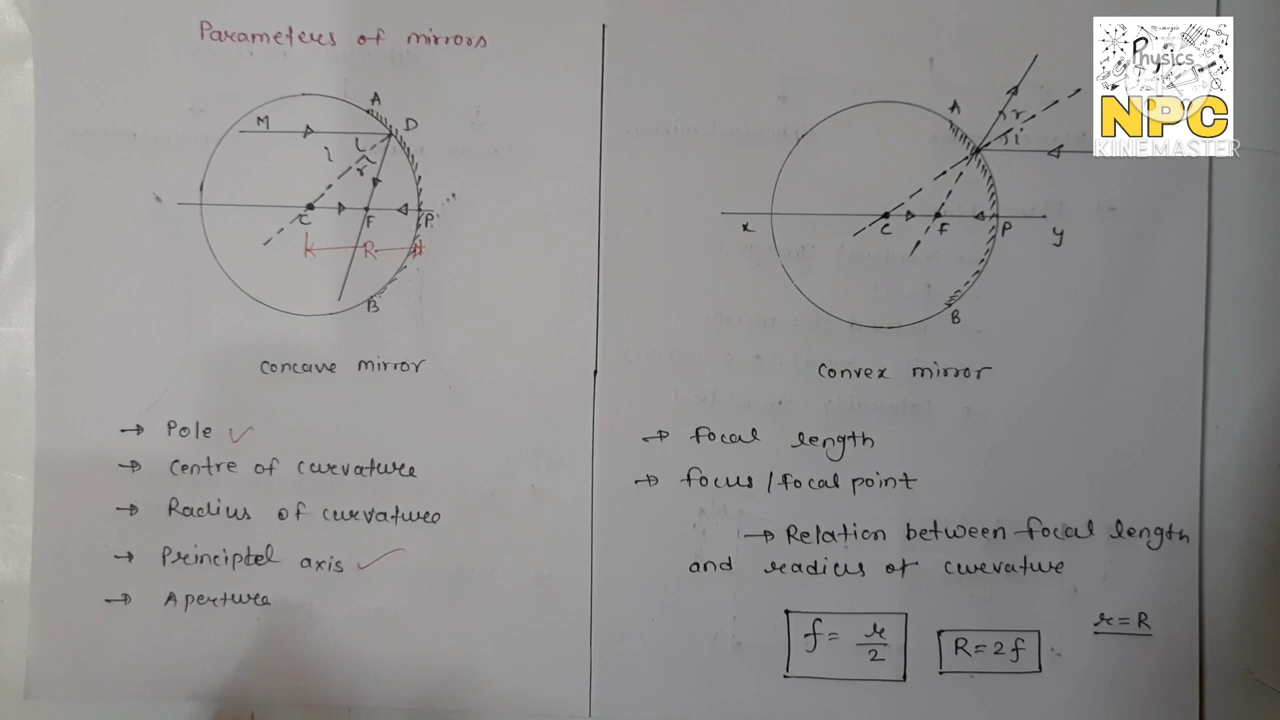 Parameters of mirrors
A
M
D
i
i
r
C
F
P
R
B
concave mirror
→ Pole ✓
→ Centre of curvature
→ Radius of curvature
→ Principtel axis ✓
→ Aperture
Physics
NPC
KINEMASTER
A
r
i
x
C
F
P
y
B
Convex mirror
→ focal length
→ focus / focal point
→ Relation between focal length
and radius of curvature
f = r/2
R = 2f
r = R